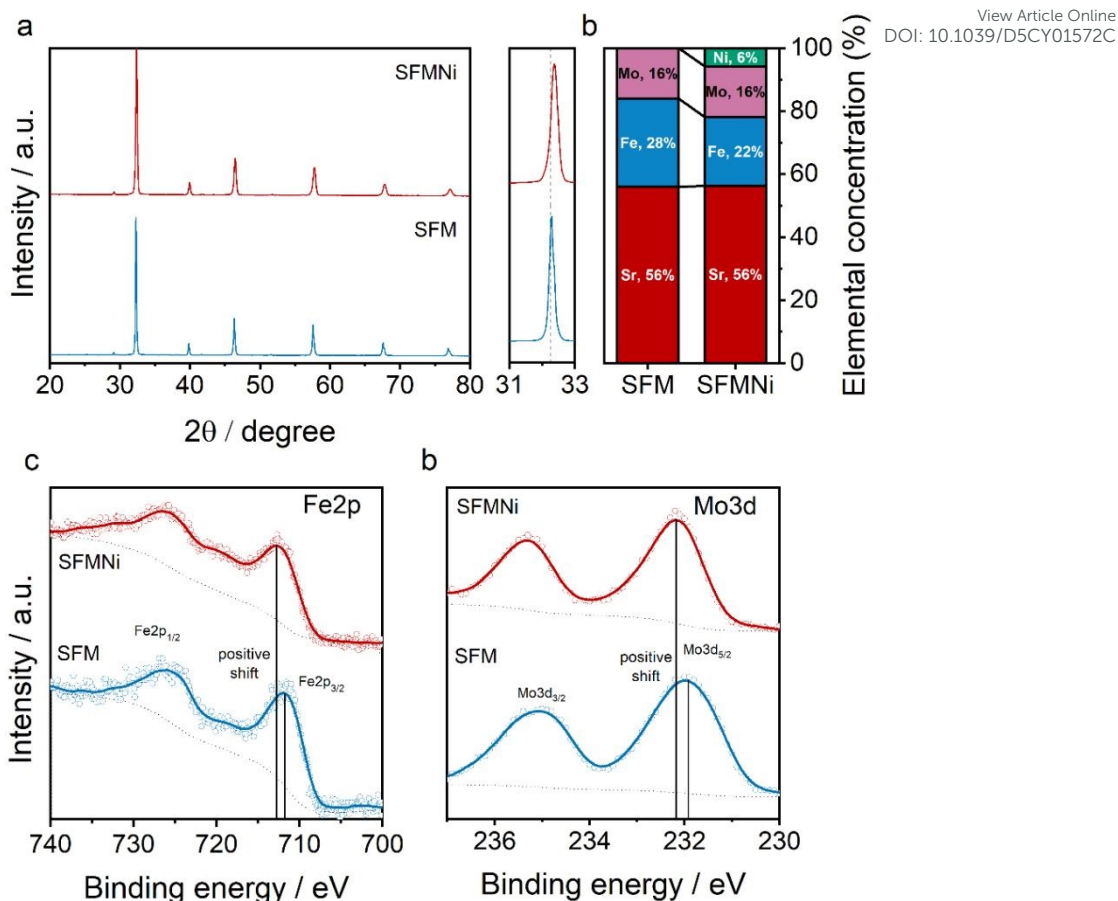 View Article Online
DOI: 10.1039/D5CY01572C
a
SFMNi
SFM
Intensity / a.u.
20 30 40 50 60 70 80
2θ / degree
31 33
b
Ni, 6%
Mo, 16%
Mo, 16%
Fe, 28%
Fe, 22%
Sr, 56%
Sr, 56%
SFM
SFMNi
100
80
60
40
20
0
Elemental concentration (%)
c
Fe2p
SFMNi
Fe2p1/2
SFM
positive
shift
Fe2p3/2
Intensity / a.u.
740 730 720 710 700
Binding energy / eV
b
Mo3d
SFMNi
SFM
positive
shift
Mo3d5/2
Mo3d3/2
236 234 232 230
Binding energy / eV